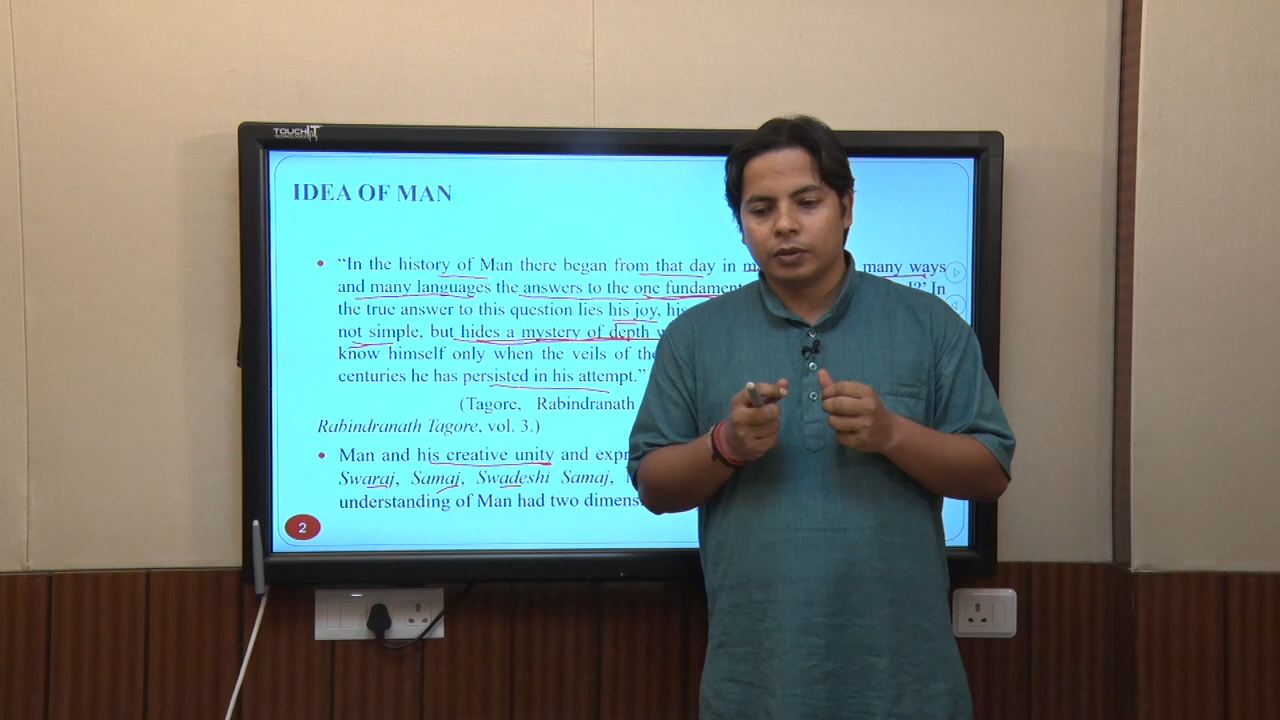 TOUCHIT
TECHNOLOGIES
IDEA OF MAN
• “In the history of Man there began from that day in many ways
and many languages the answers to the one fundament I?’ In
the true answer to this question lies his joy, his
not simple, but hides a mystery of depth
know himself only when the veils of the
centuries he has persisted in his attempt.”
(Tagore, Rabindranath
Rabindranath Tagore, vol. 3.)
• Man and his creative unity and expr
Swaraj, Samaj, Swadeshi Samaj,
understanding of Man had two dimens
2